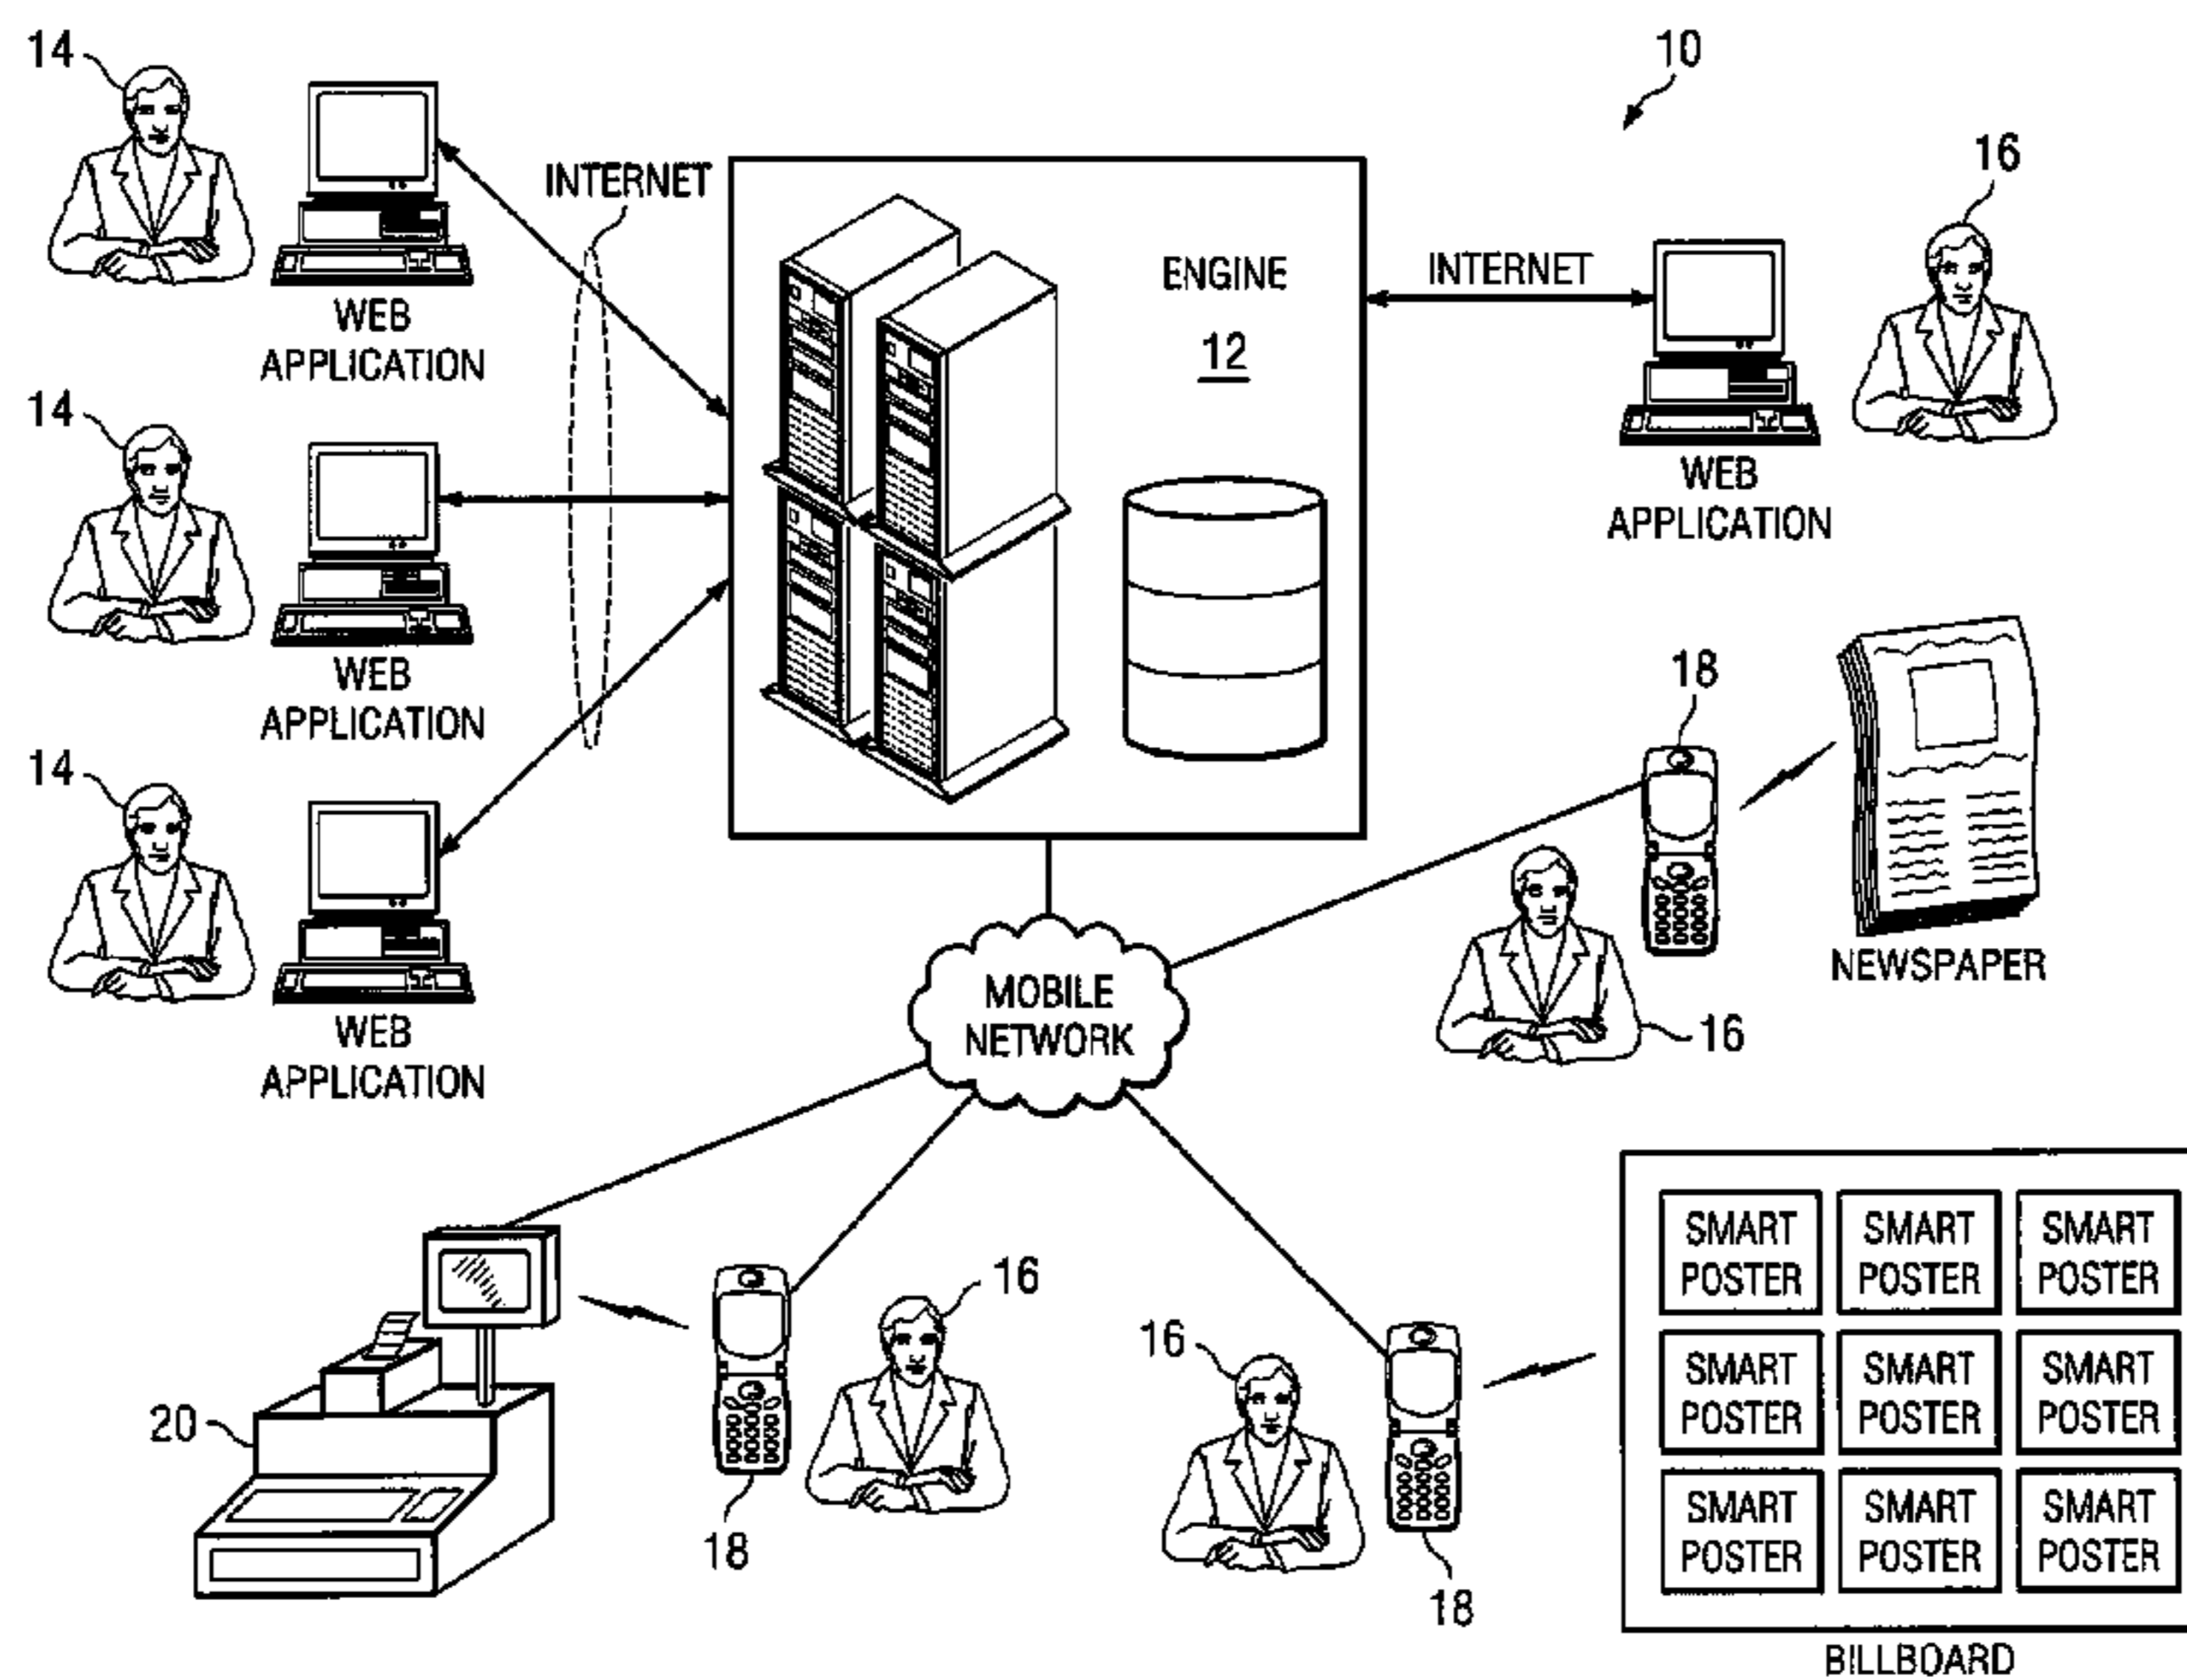 14
10
16
INTERNET
ENGINE
12
INTERNET
WEB
APPLICATION
14
WEB
APPLICATION
18
WEB
APPLICATION
14
NEWSPAPER
MOBILE
NETWORK
16
WEB
APPLICATION
SMART
POSTER
SMART
POSTER
SMART
POSTER
16
16
SMART
POSTER
SMART
POSTER
SMART
POSTER
20
SMART
POSTER
SMART
POSTER
SMART
POSTER
18
18
BILLBOARD